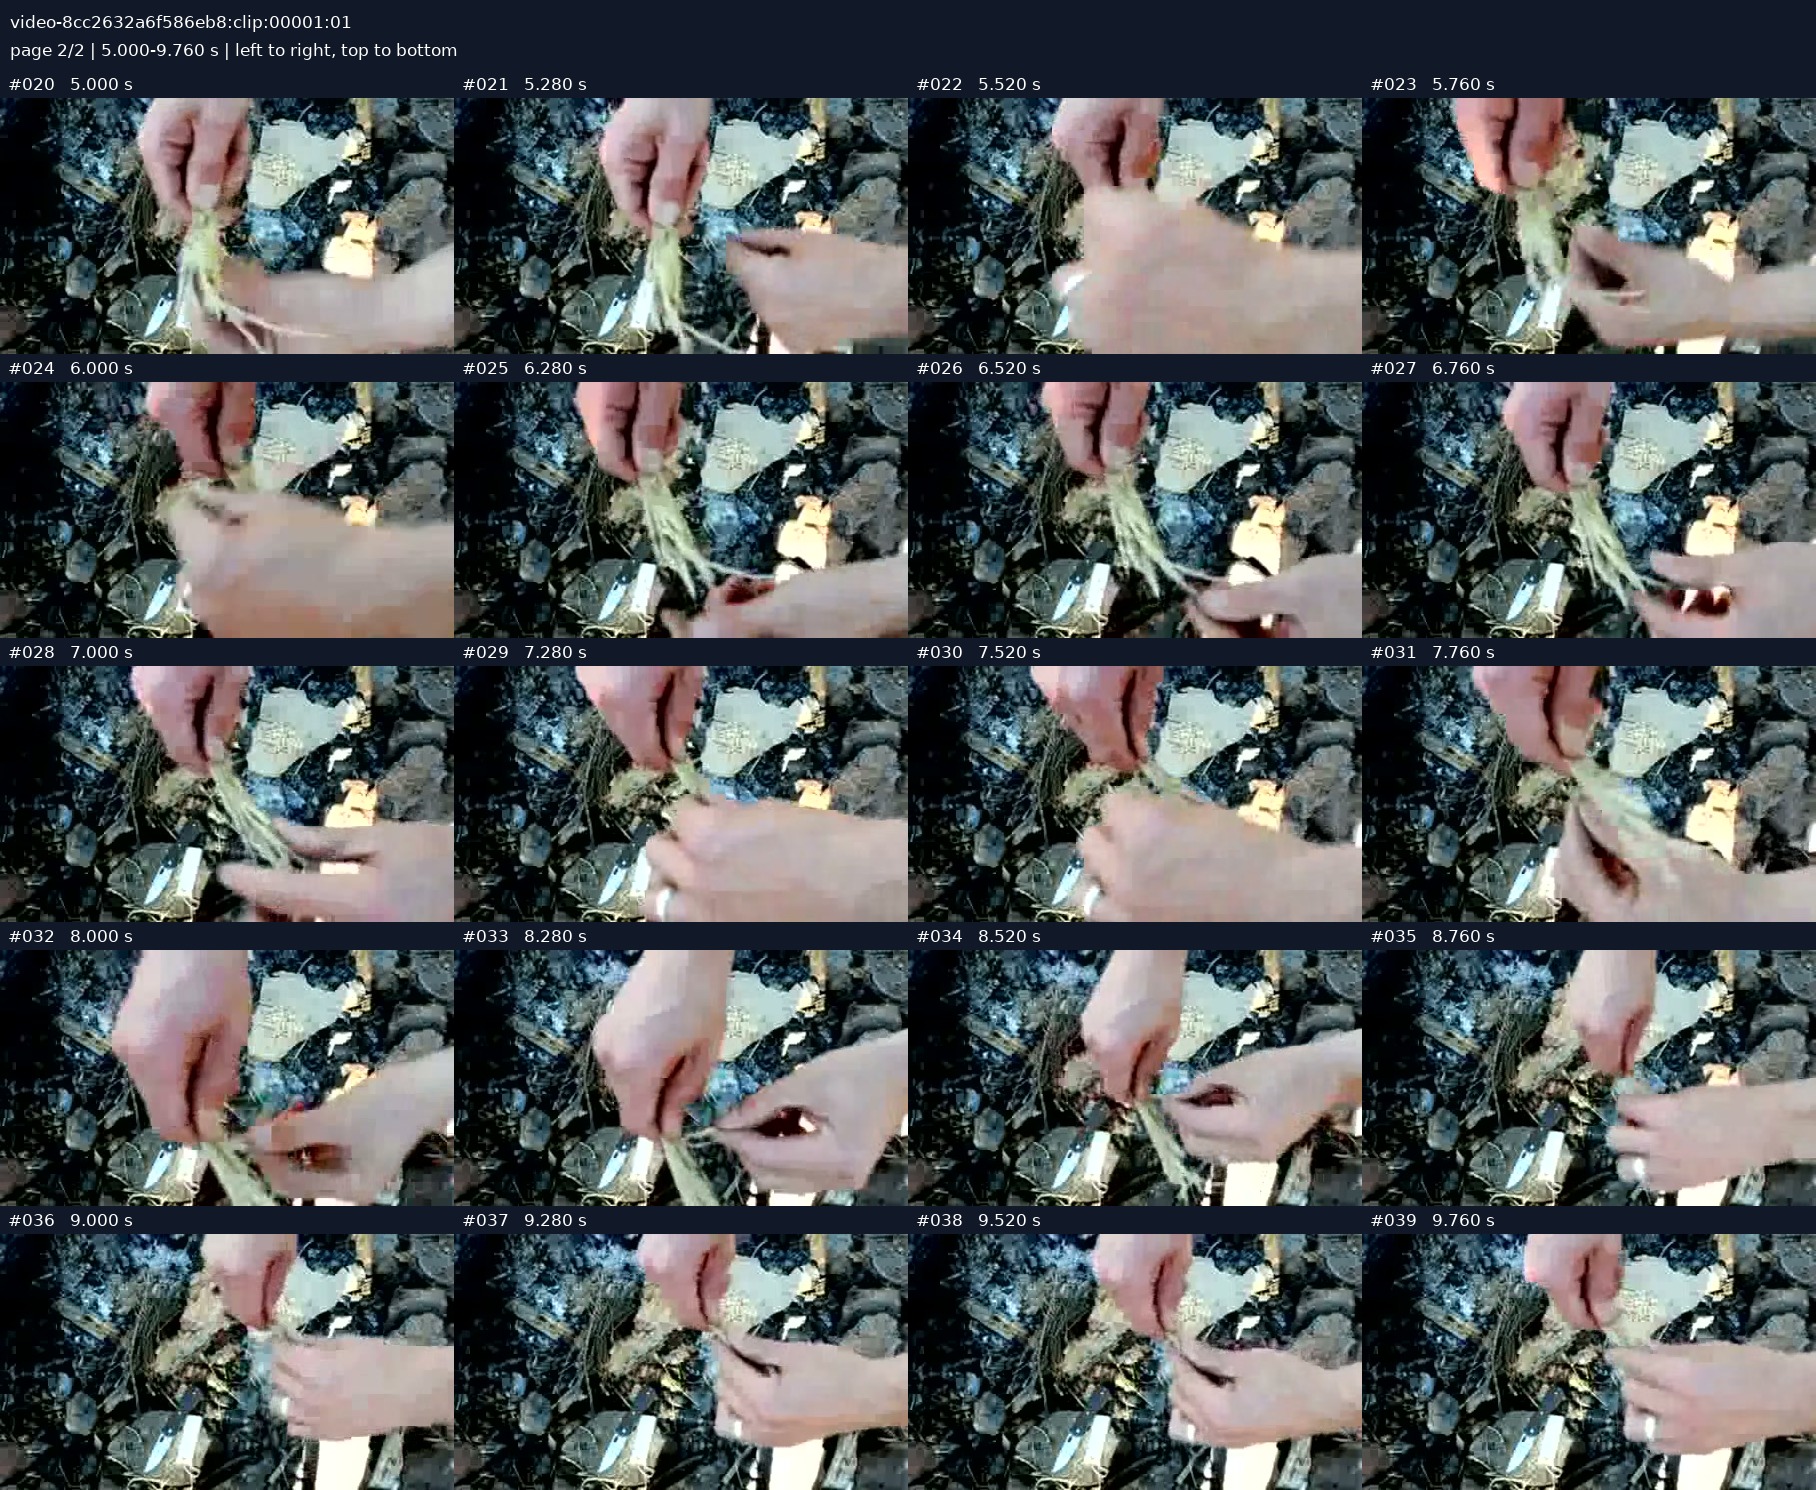 video-8cc2632a6f586eb8:clip:00001:01
page 2/2 | 5.000-9.760 s | left to right, top to bottom
#020 5.000 s
#021 5.280 s
#022 5.520 s
#023 5.760 s
#024 6.000 s
#025 6.280 s
#026 6.520 s
#027 6.760 s
#028 7.000 s
#029 7.280 s
#030 7.520 s
#031 7.760 s
#032 8.000 s
#033 8.280 s
#034 8.520 s
#035 8.760 s
#036 9.000 s
#037 9.280 s
#038 9.520 s
#039 9.760 s